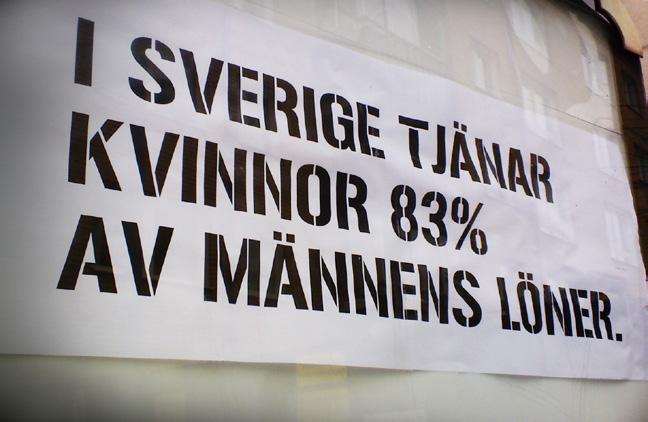 I SVERIGE TJÄNAR
KVINNOR 83%
AV MÄNNENS LÖNER.